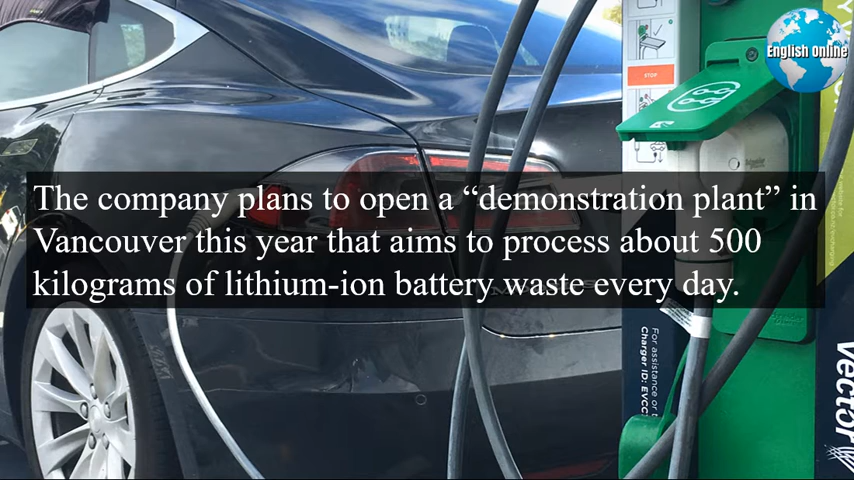 English Online
STOP
The company plans to open a “demonstration plant” in
Vancouver this year that aims to process about 500
kilograms of lithium-ion battery waste every day.
For assistance or
Charger ID: EVCC
Vector